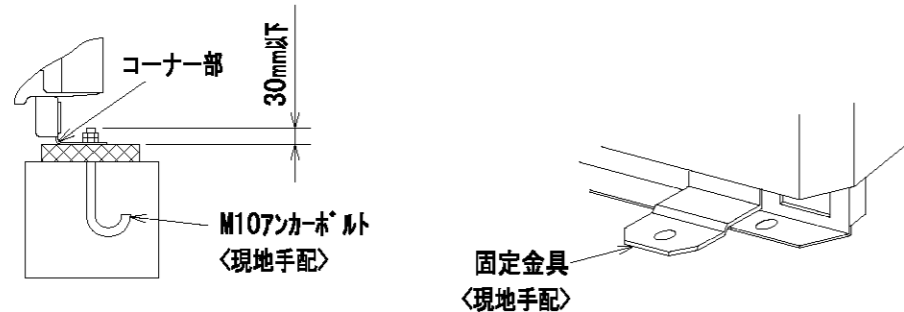 コーナー部
30mm以下
M10アンカーボルト
〈現地手配〉
固定金具
〈現地手配〉